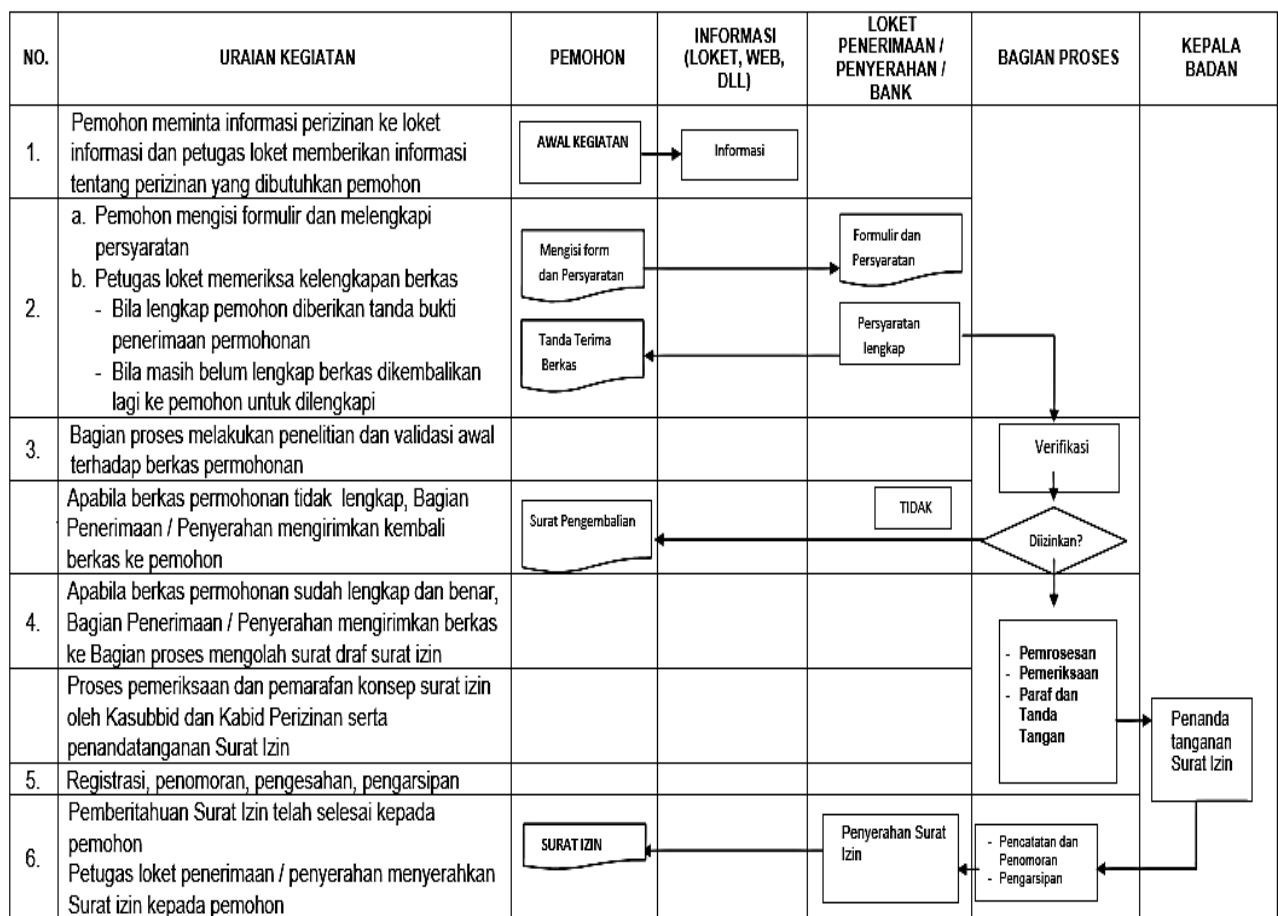 NO.
URAIAN KEGIATAN
PEMOHON
INFORMASI
(LOKET, WEB,
DLL)
LOKET
PENERIMAAN /
PENYERAHAN /
BANK
BAGIAN PROSES
KEPALA
BADAN
1.
Pemohon meminta informasi perizinan ke loket
informasi dan petugas loket memberikan informasi
tentang perizinan yang dibutuhkan pemohon
AWAL KEGIATAN
Informasi
2.
a. Pemohon mengisi formulir dan melengkapi
persyaratan
b. Petugas loket memeriksa kelengkapan berkas
- Bila lengkap pemohon diberikan tanda bukti
penerimaan permohonan
- Bila masih belum lengkap berkas dikembalikan
lagi ke pemohon untuk dilengkapi
Mengisi form
dan Persyaratan
Formulir dan
Persyaratan
Tanda Terima
Berkas
Persyaratan
lengkap
3.
Bagian proses melakukan penelitian dan validasi awal
terhadap berkas permohonan
Verifikasi
Apabila berkas permohonan tidak lengkap, Bagian
Penerimaan / Penyerahan mengirimkan kembali
berkas ke pemohon
Surat Pengembalian
TIDAK
Diizinkan?
4.
Apabila berkas permohonan sudah lengkap dan benar,
Bagian Penerimaan / Penyerahan mengirimkan berkas
ke Bagian proses mengolah surat draf surat izin
Proses pemeriksaan dan pemarafan konsep surat izin
oleh Kasubbid dan Kabid Perizinan serta
penandatanganan Surat Izin
- Pemrosesan
- Pemeriksaan
- Paraf dan
Tanda
Tangan
Penanda
tanganan
Surat Izin
5.
Registrasi, penomoran, pengesahan, pengarsipan
6.
Pemberitahuan Surat Izin telah selesai kepada
pemohon
Petugas loket penerimaan / penyerahan menyerahkan
Surat izin kepada pemohon
SURAT IZIN
Penyerahan Surat
Izin
- Pencatatan dan
Penomoran
- Pengarsipan